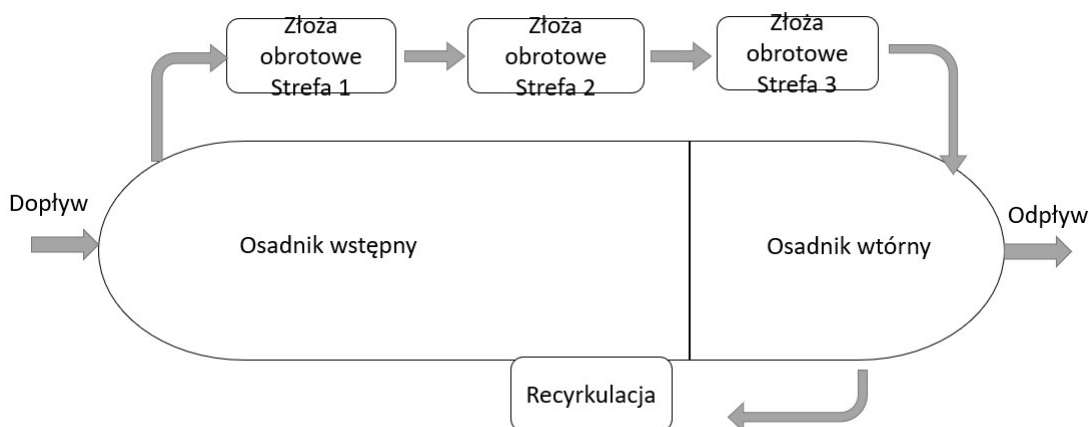 Złoża
obrotowe
Strefa 1
Złoża
obrotowe
Strefa 2
Złoża
obrotowe
Strefa 3
Dopływ
Osadnik wstępny
Osadnik wtórny
Odpływ
Recyrkulacja